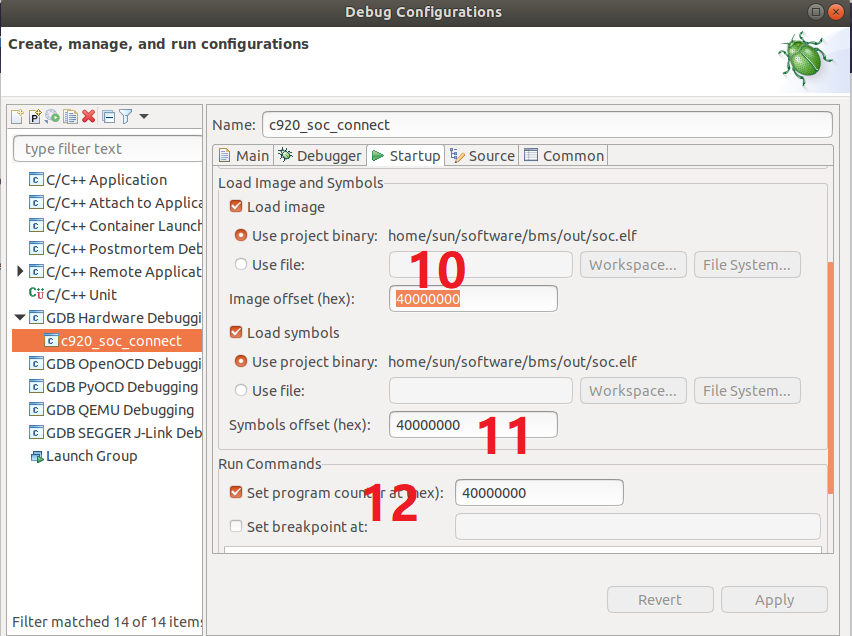 Debug Configurations
Create, manage, and run configurations
type filter text
C/C++ Application
C/C++ Attach to Applica
C/C++ Container Launch
C/C++ Postmortem Deb
C/C++ Remote Applicat
C/C++ Unit
GDB Hardware Debuggi
c920_soc_connect
GDB OpenOCD Debuggi
GDB PyOCD Debugging
GDB QEMU Debugging
GDB SEGGER J-Link Deb
Launch Group
Filter matched 14 of 14 items
Name: c920_soc_connect
Main Debugger Startup Source Common
Load Image and Symbols
Load image
Use project binary: home/sun/software/bms/out/soc.elf
Use file: Workspace... File System...
10
Image offset (hex): 40000000
Load symbols
Use project binary: home/sun/software/bms/out/soc.elf
Use file: Workspace... File System...
Symbols offset (hex): 40000000
11
Run Commands
Set program counter at (hex): 40000000
12
Set breakpoint at:
Revert Apply